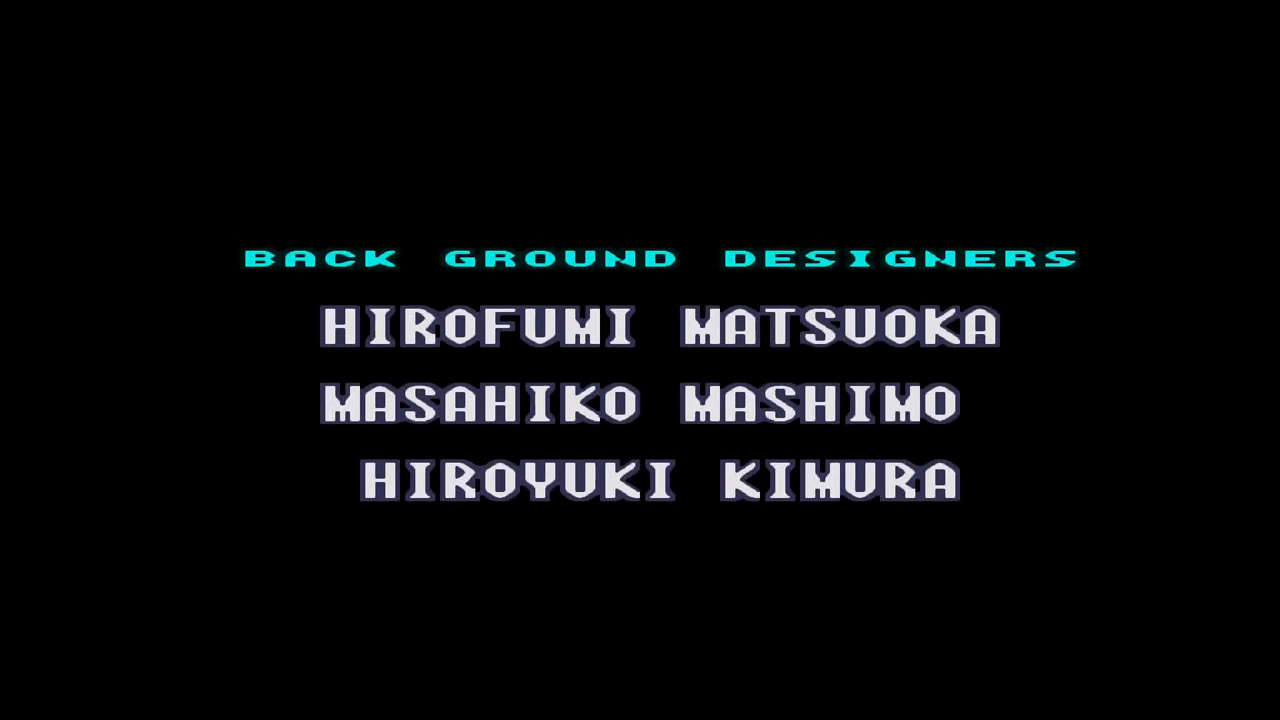 BACK GROUND DESIGNERS
HIROFUMI MATSUOKA
MASAHIKO MASHIMO
HIROYUKI KIMURA